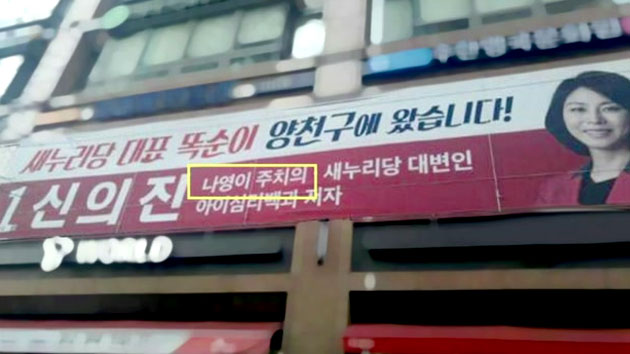 새누리당 대표 똑순이 양천구에 왔습니다!
1 신의진 나영이 주치의 새누리당 대변인
아이심리백과 저자
WORLD